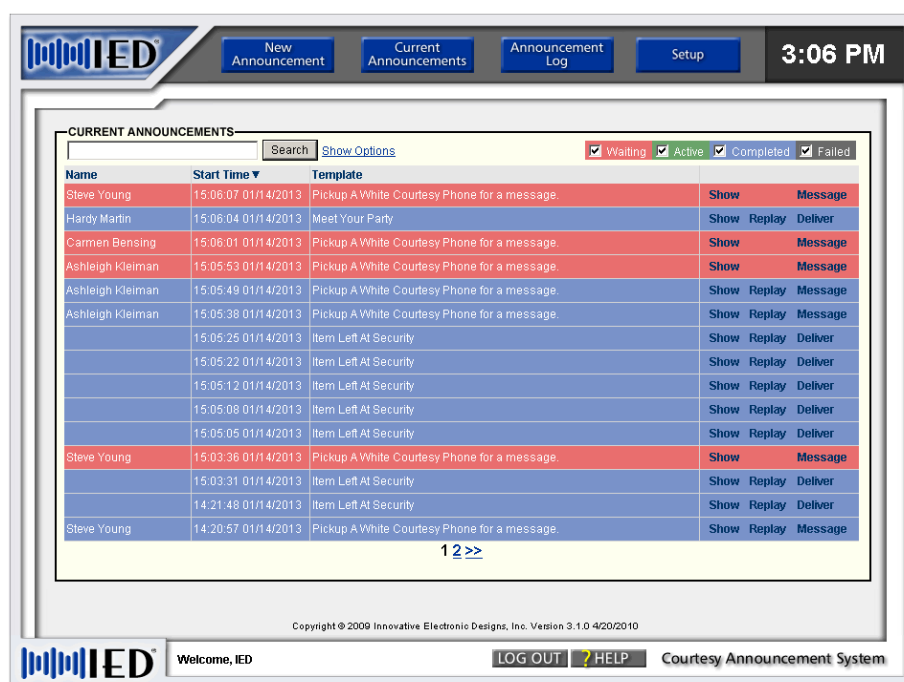 IED New Announcement Current Announcements Announcement Log Setup 3:06 PM
CURRENT ANNOUNCEMENTS
Search Show Options Waiting Active Completed Failed
Name Start Time ▼ Template
Steve Young 15:06:07 01/14/2013 Pickup A White Courtesy Phone for a message. Show Message
Hardy Martin 15:06:04 01/14/2013 Meet Your Party Show Replay Deliver
Carmen Bensing 15:06:01 01/14/2013 Pickup A White Courtesy Phone for a message. Show Message
Ashleigh Kleiman 15:05:53 01/14/2013 Pickup A White Courtesy Phone for a message. Show Message
Ashleigh Kleiman 15:05:49 01/14/2013 Pickup A White Courtesy Phone for a message. Show Replay Message
Ashleigh Kleiman 15:05:38 01/14/2013 Pickup A White Courtesy Phone for a message. Show Replay Message
15:05:25 01/14/2013 Item Left At Security Show Replay Deliver
15:05:22 01/14/2013 Item Left At Security Show Replay Deliver
15:05:12 01/14/2013 Item Left At Security Show Replay Deliver
15:05:08 01/14/2013 Item Left At Security Show Replay Deliver
15:05:05 01/14/2013 Item Left At Security Show Replay Deliver
Steve Young 15:03:36 01/14/2013 Pickup A White Courtesy Phone for a message. Show Message
15:03:31 01/14/2013 Item Left At Security Show Replay Deliver
14:21:48 01/14/2013 Item Left At Security Show Replay Deliver
Steve Young 14:20:57 01/14/2013 Pickup A White Courtesy Phone for a message. Show Replay Message
1 2 >>
Copyright © 2009 Innovative Electronic Designs, Inc. Version 3.1.0 4/20/2010
IED Welcome, IED LOG OUT ? HELP Courtesy Announcement System